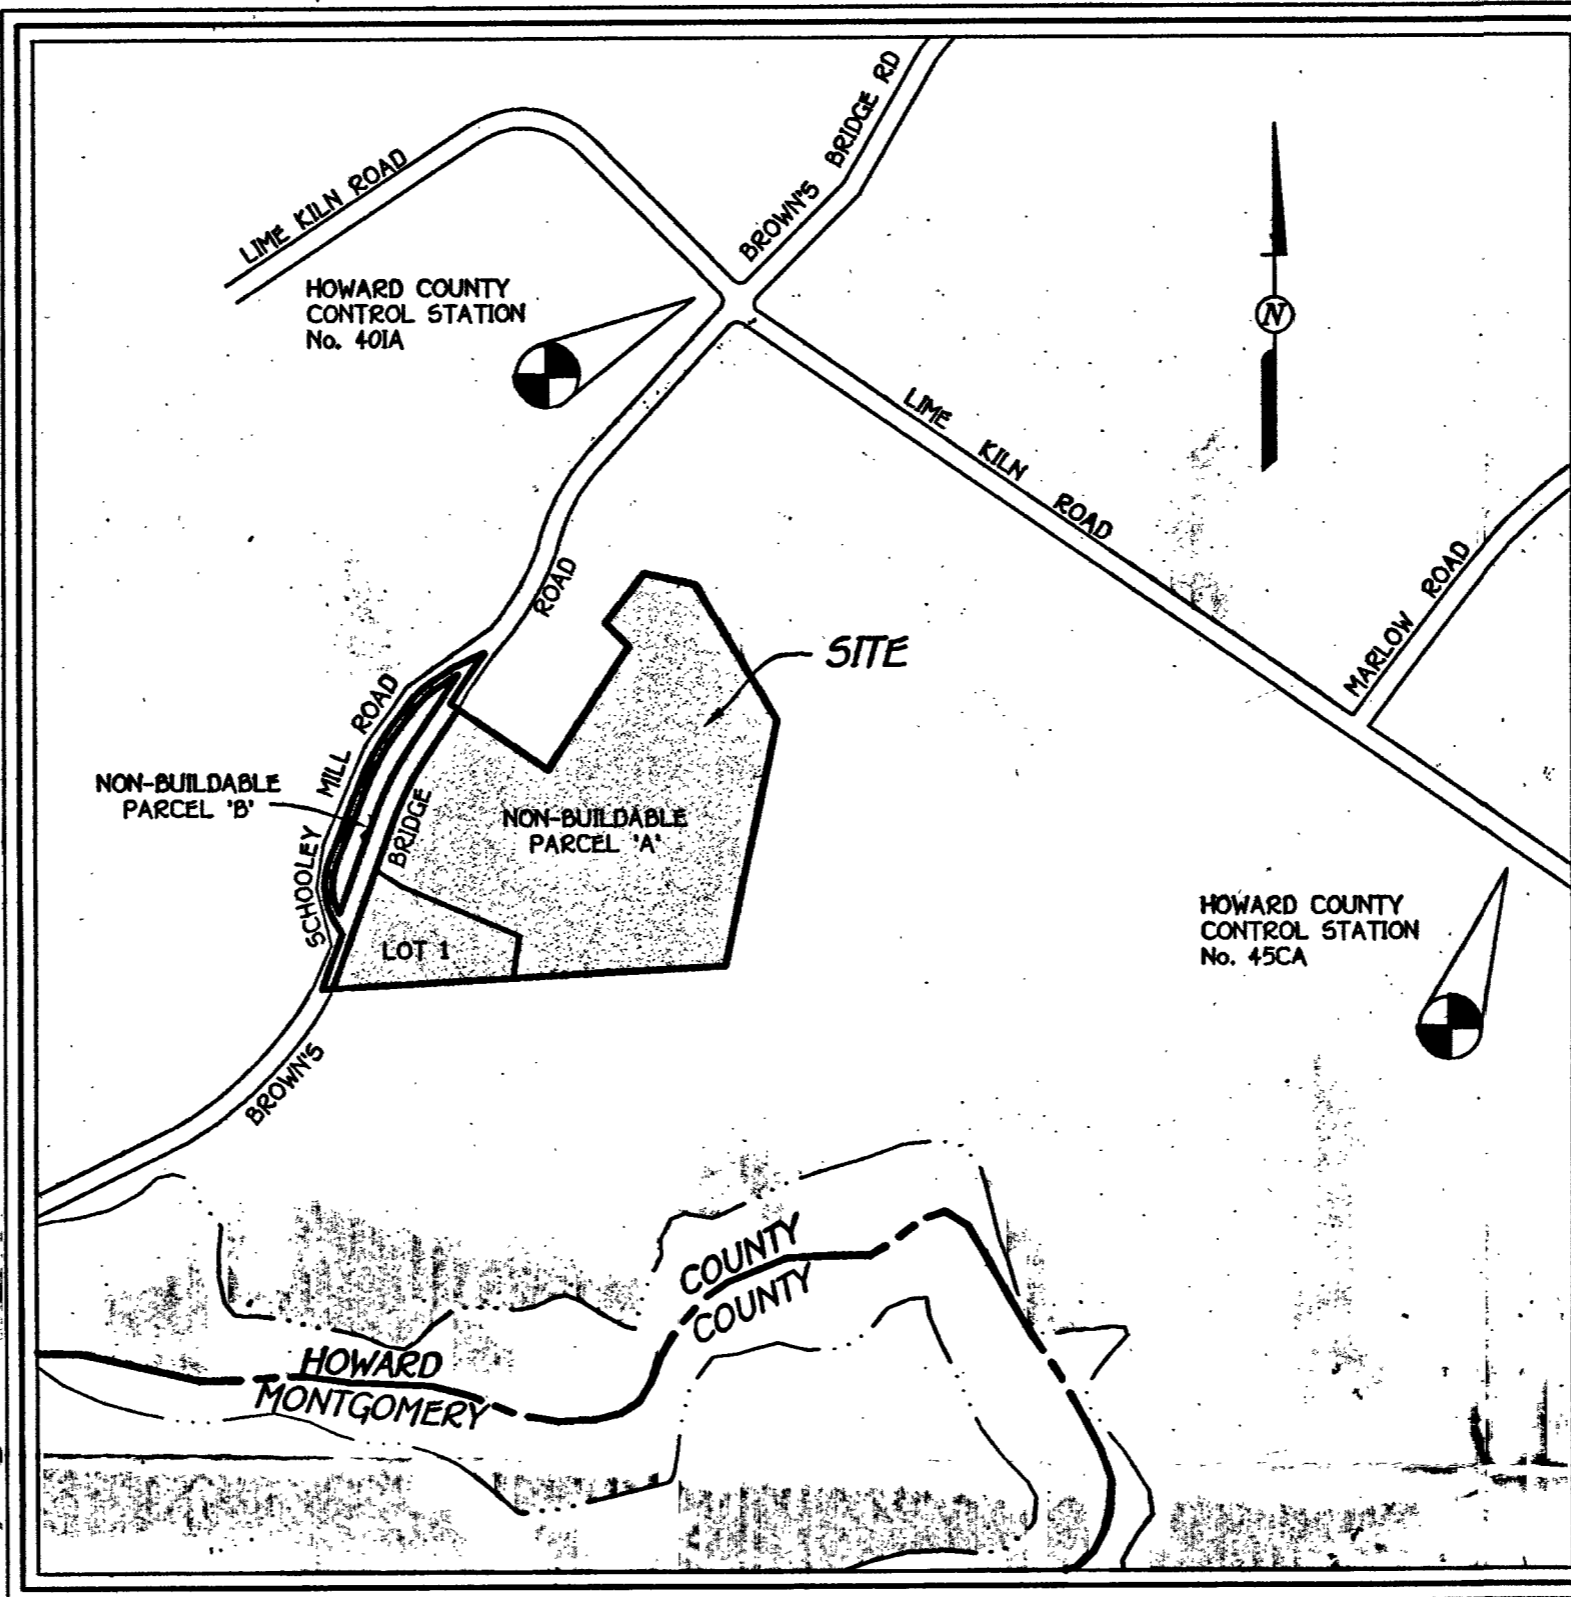 BROWN'S BRIDGE RD
LIME KILN ROAD
HOWARD COUNTY
CONTROL STATION
No. 401A
N
LIME KILN ROAD
MARLOW ROAD
ROAD
SITE
SCHOOLEY MILL ROAD
NON-BUILDABLE
PARCEL 'B'
BRIDGE
NON-BUILDABLE
PARCEL 'A'
LOT 1
HOWARD COUNTY
CONTROL STATION
No. 45CA
BROWN'S
COUNTY
COUNTY
HOWARD
MONTGOMERY